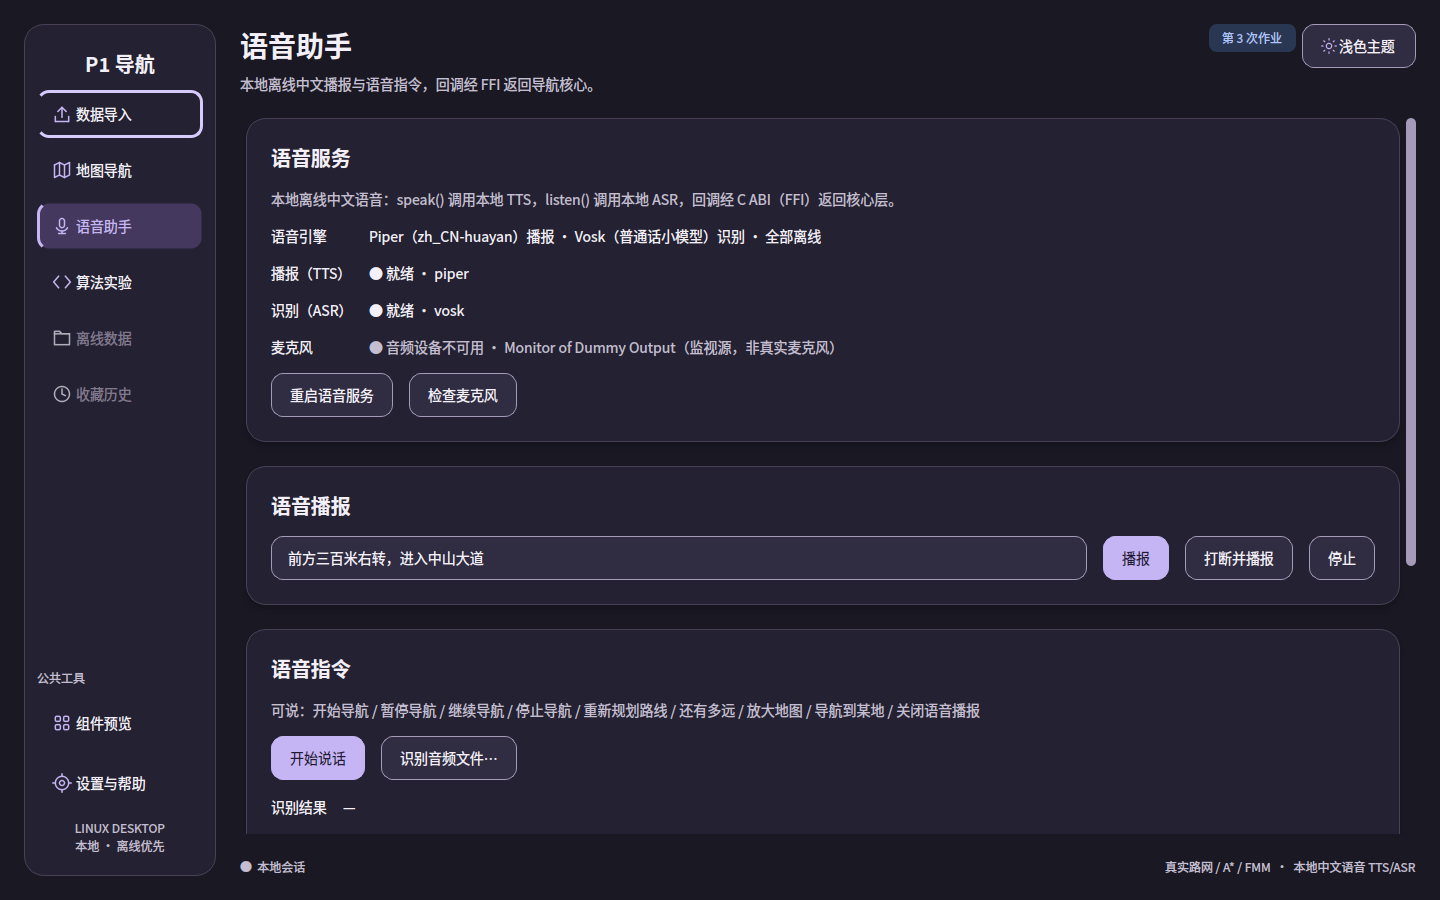 P1 导航
数据导入
地图导航
语音助手
算法实验
离线数据
收藏历史
公共工具
组件预览
设置与帮助
LINUX DESKTOP
本地 · 离线优先
语音助手
本地离线中文播报与语音指令，回调经 FFI 返回导航核心。
第 3 次作业
浅色主题
语音服务
本地离线中文语音：speak() 调用本地 TTS，listen() 调用本地 ASR，回调经 C ABI（FFI）返回核心层。
语音引擎 Piper（zh_CN-huayan）播报 · Vosk（普通话小模型）识别 · 全部离线
播报（TTS） ● 就绪 · piper
识别（ASR） ● 就绪 · vosk
麦克风 ● 音频设备不可用 · Monitor of Dummy Output（监视源，非真实麦克风）
重启语音服务 检查麦克风
语音播报
前方三百米右转，进入中山大道 播报 打断并播报 停止
语音指令
可说：开始导航 / 暂停导航 / 继续导航 / 停止导航 / 重新规划路线 / 还有多远 / 放大地图 / 导航到某地 / 关闭语音播报
开始说话 识别音频文件…
识别结果 —
● 本地会话
真实路网 / A* / FMM · 本地中文语音 TTS/ASR